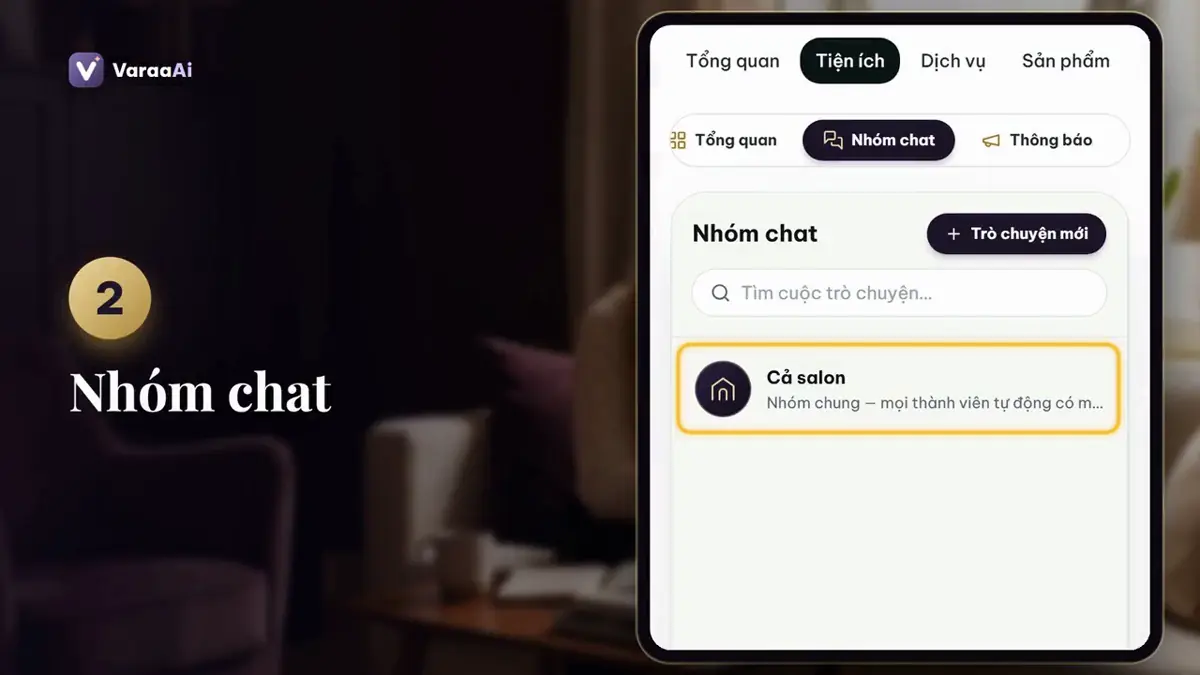 VaraaAi
2
Nhóm chat
Tổng quan
Tiện ích
Dịch vụ
Sản phẩm
Tổng quan
Nhóm chat
Thông báo
Nhóm chat
+ Trò chuyện mới
Tìm cuộc trò chuyện...
Cả salon
Nhóm chung — mọi thành viên tự động có m...